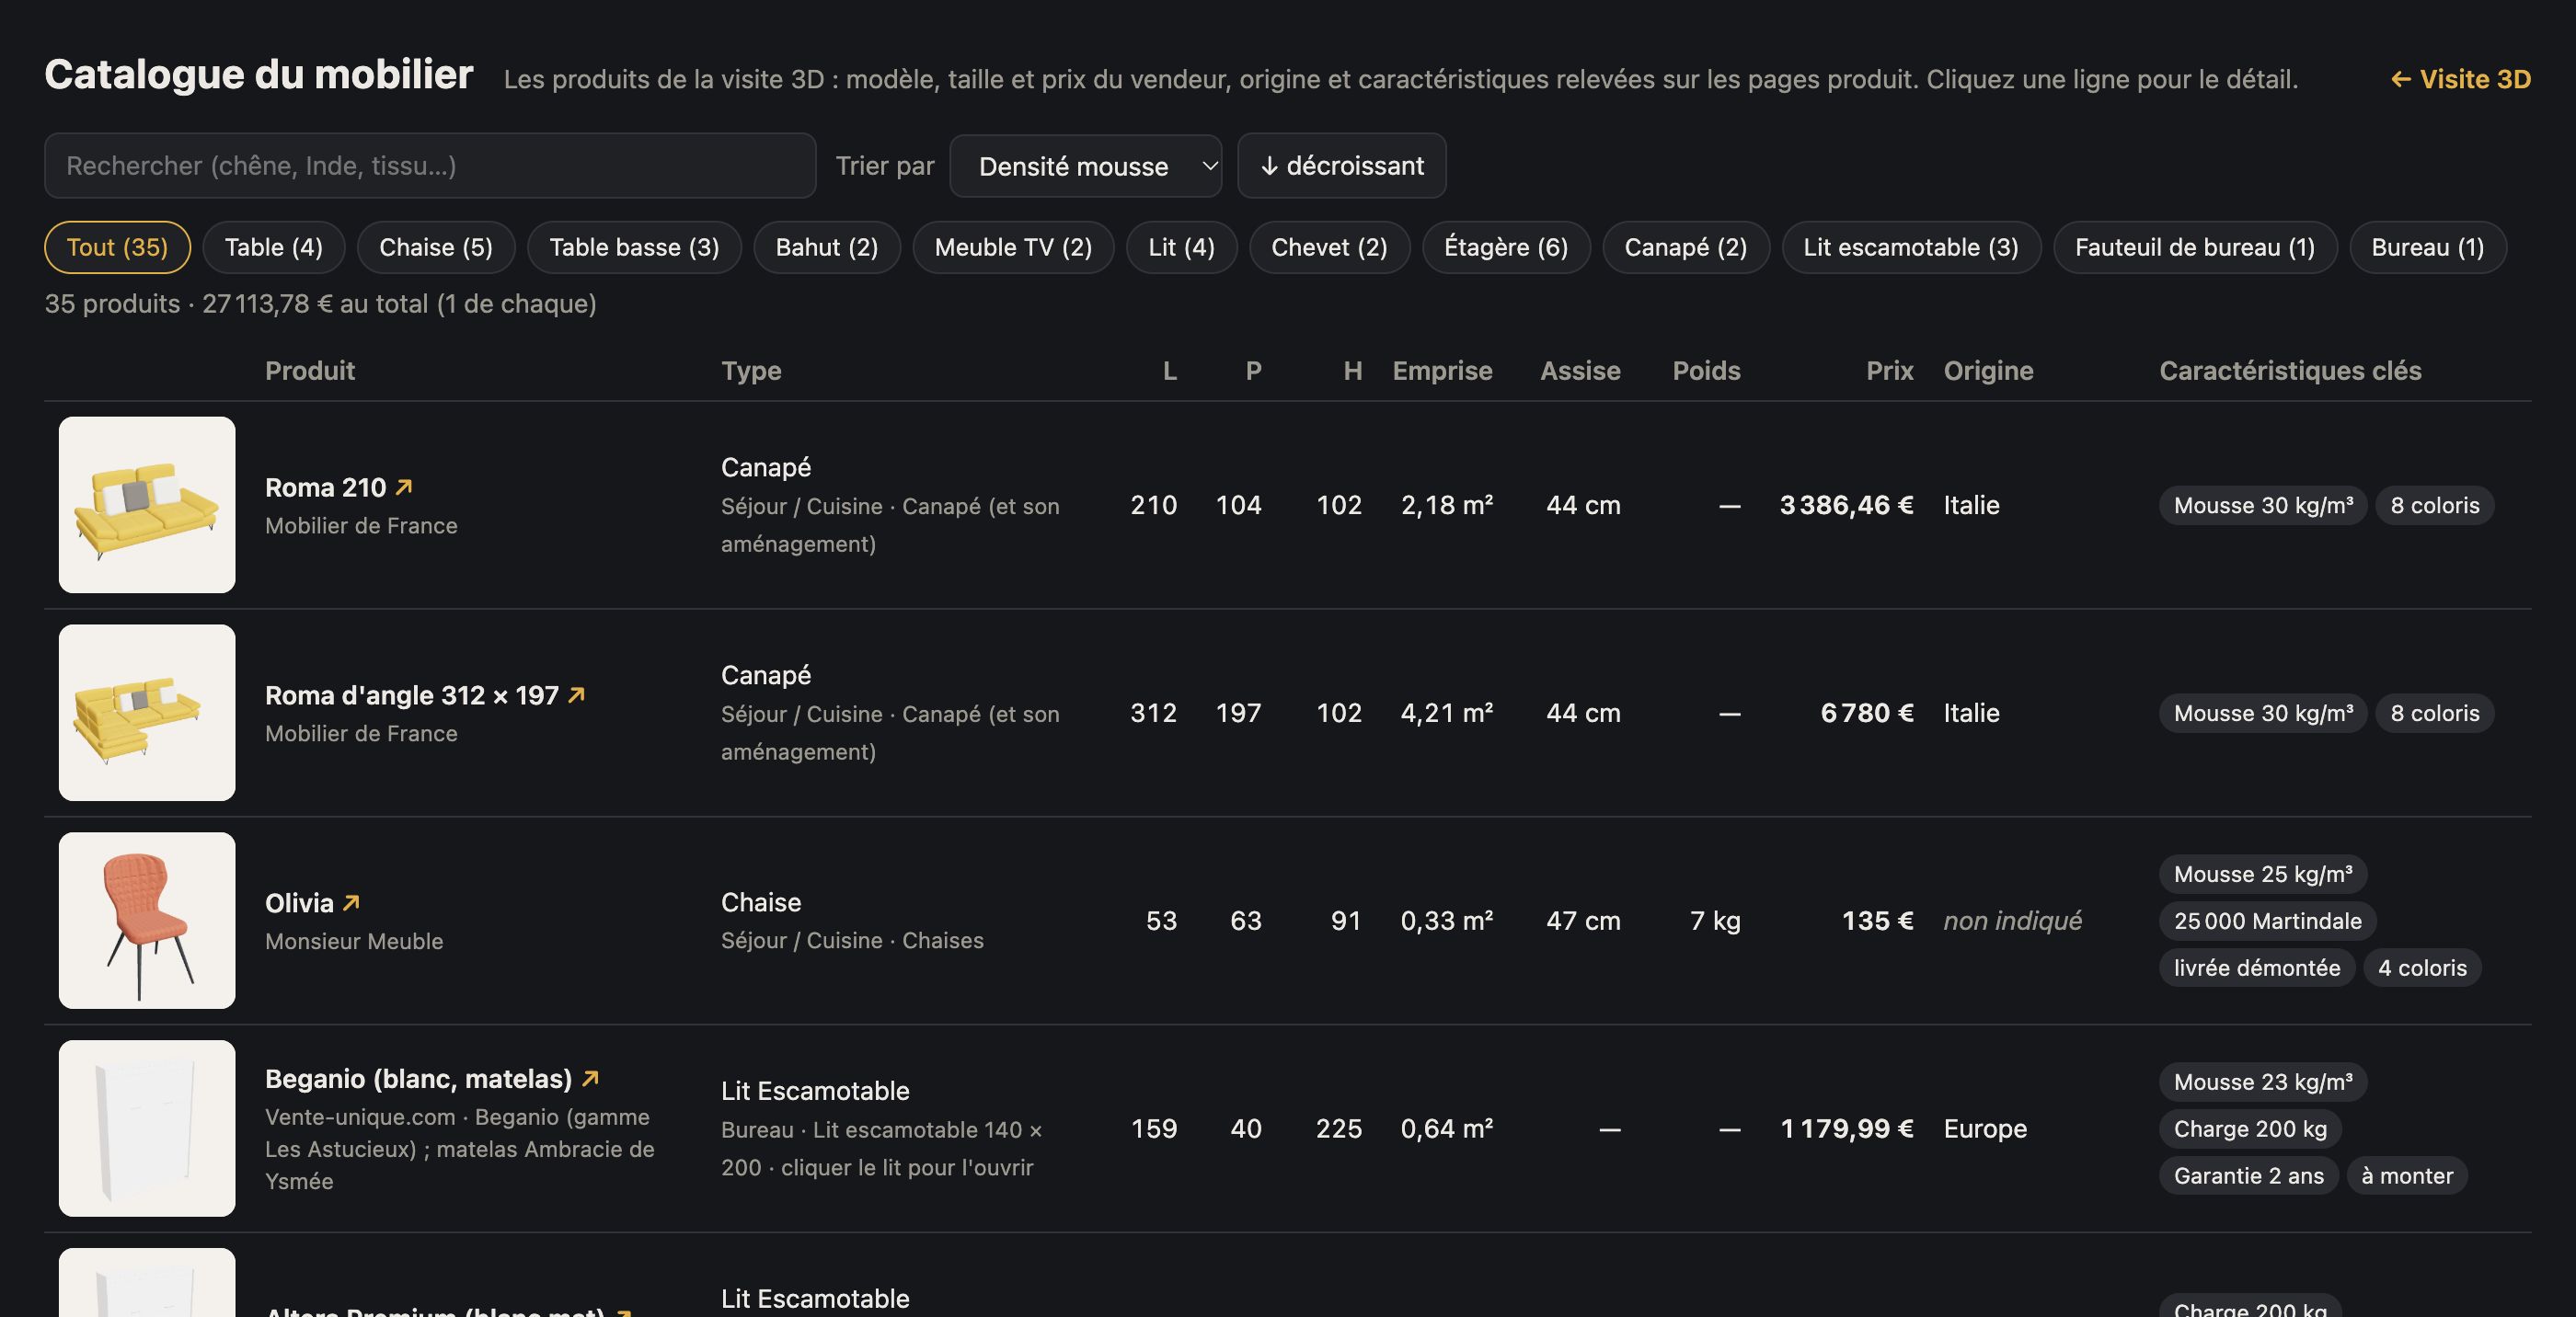 Catalogue du mobilier Les produits de la visite 3D : modèle, taille et prix du vendeur, origine et caractéristiques relevées sur les pages produit. Cliquez une ligne pour le détail. ← Visite 3D
Rechercher (chêne, Inde, tissu...) Trier par Densité mousse ↓ décroissant
Tout (35) Table (4) Chaise (5) Table basse (3) Bahut (2) Meuble TV (2) Lit (4) Chevet (2) Étagère (6) Canapé (2) Lit escamotable (3) Fauteuil de bureau (1) Bureau (1)
35 produits · 27 113,78 € au total (1 de chaque)
Produit Type L P H Emprise Assise Poids Prix Origine Caractéristiques clés
Roma 210 ↗
Mobilier de France
Canapé
Séjour / Cuisine · Canapé (et son
aménagement)
210 104 102 2,18 m² 44 cm — 3 386,46 € Italie Mousse 30 kg/m³ 8 coloris
Roma d'angle 312 × 197 ↗
Mobilier de France
Canapé
Séjour / Cuisine · Canapé (et son
aménagement)
312 197 102 4,21 m² 44 cm — 6 780 € Italie Mousse 30 kg/m³ 8 coloris
Olivia ↗
Monsieur Meuble
Chaise
Séjour / Cuisine · Chaises
53 63 91 0,33 m² 47 cm 7 kg 135 € non indiqué
Mousse 25 kg/m³
25 000 Martindale
livrée démontée 4 coloris
Beganio (blanc, matelas) ↗
Vente-unique.com · Beganio (gamme
Les Astucieux) ; matelas Ambracie de
Ysmée
Lit Escamotable
Bureau · Lit escamotable 140 ×
200 · cliquer le lit pour l'ouvrir
159 40 225 0,64 m² — — 1 179,99 € Europe
Mousse 23 kg/m³
Charge 200 kg
Garantie 2 ans à monter
Altera Premium (blanc mat) ↗
Lit Escamotable
Charge 200 kg